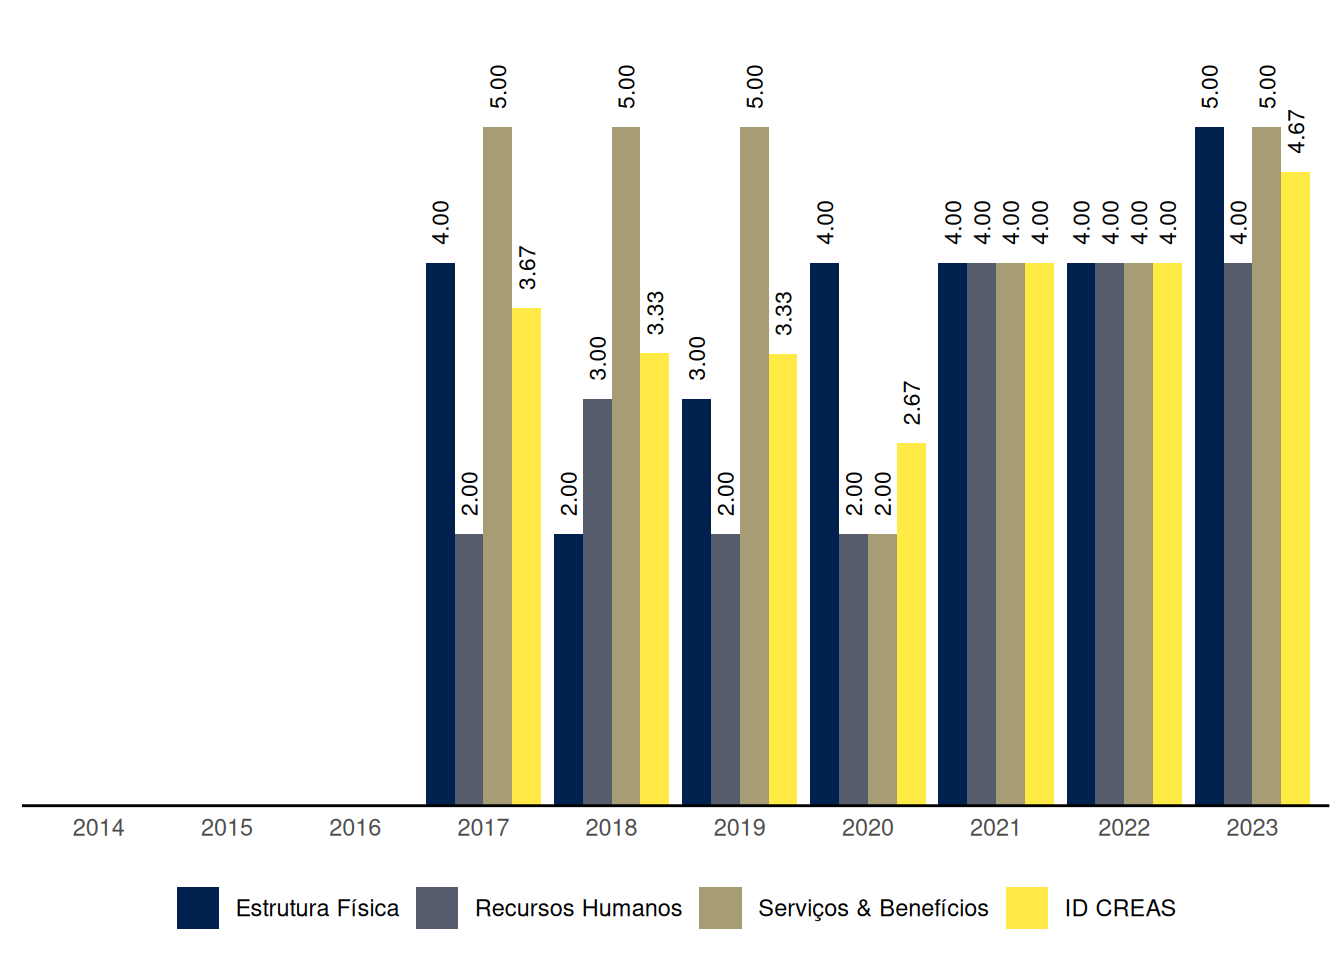 4.00 2.00 5.00 3.67
2.00 3.00 5.00 3.33
3.00 2.00 5.00 3.33
4.00 2.00 2.00 2.67
4.00 4.00 4.00 4.00
4.00 4.00 4.00 4.00
5.00 4.00 5.00 4.67
2014 2015 2016 2017 2018 2019 2020 2021 2022 2023
Estrutura Física Recursos Humanos Serviços & Benefícios ID CREAS